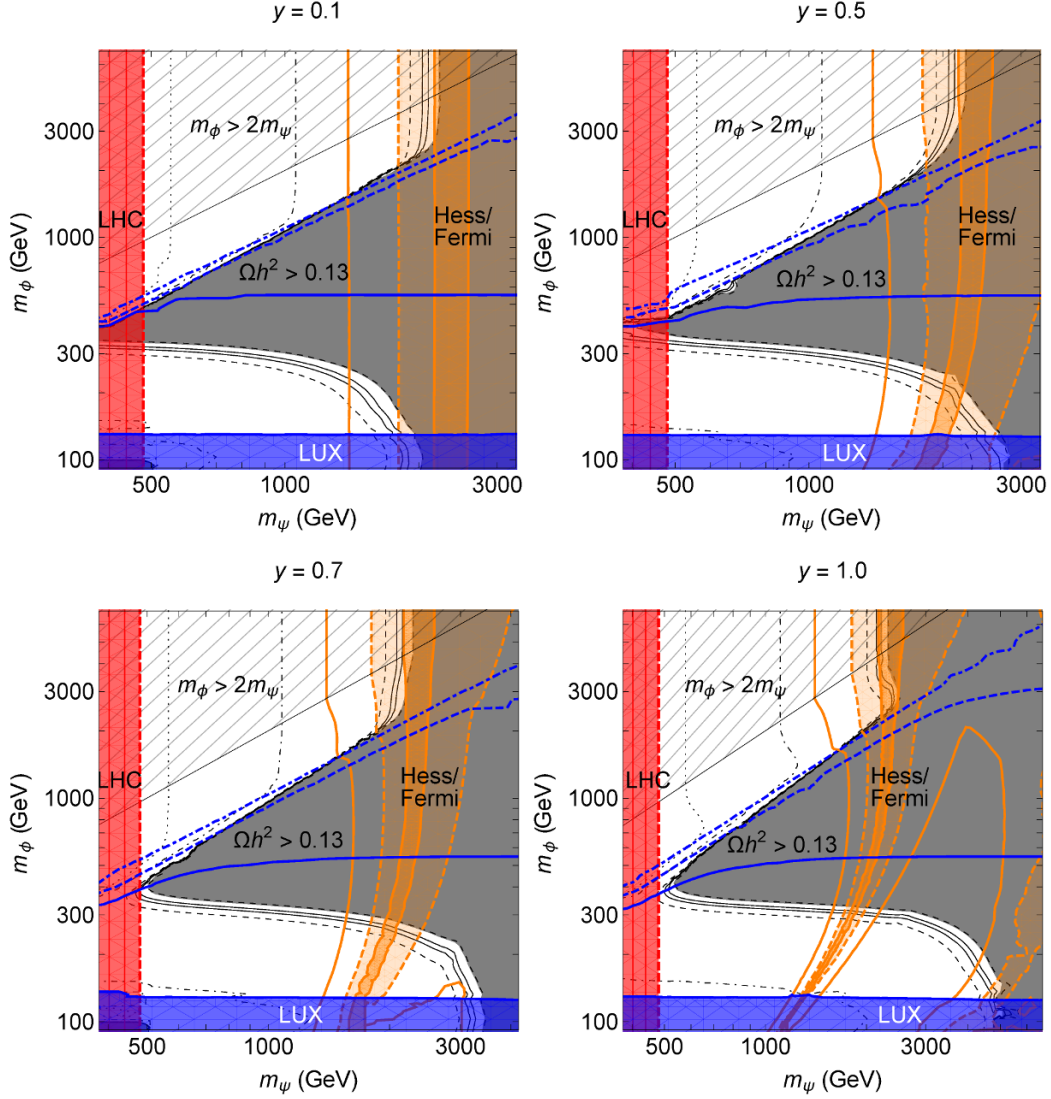 y = 0.1
y = 0.5
m_ϕ > 2m_ψ
m_ϕ > 2m_ψ
3000
3000
LHC
Hess/
Fermi
LHC
Hess/
Fermi
m_ϕ (GeV)
1000
m_ϕ (GeV)
1000
Ωh² > 0.13
Ωh² > 0.13
300
300
LUX
LUX
100
100
500
1000
3000
500
1000
3000
m_ψ (GeV)
m_ψ (GeV)
y = 0.7
y = 1.0
m_ϕ > 2m_ψ
m_ϕ > 2m_ψ
3000
3000
LHC
Hess/
Fermi
LHC
Hess/
Fermi
m_ϕ (GeV)
1000
m_ϕ (GeV)
1000
Ωh² > 0.13
Ωh² > 0.13
300
300
LUX
LUX
100
100
500
1000
3000
500
1000
3000
m_ψ (GeV)
m_ψ (GeV)